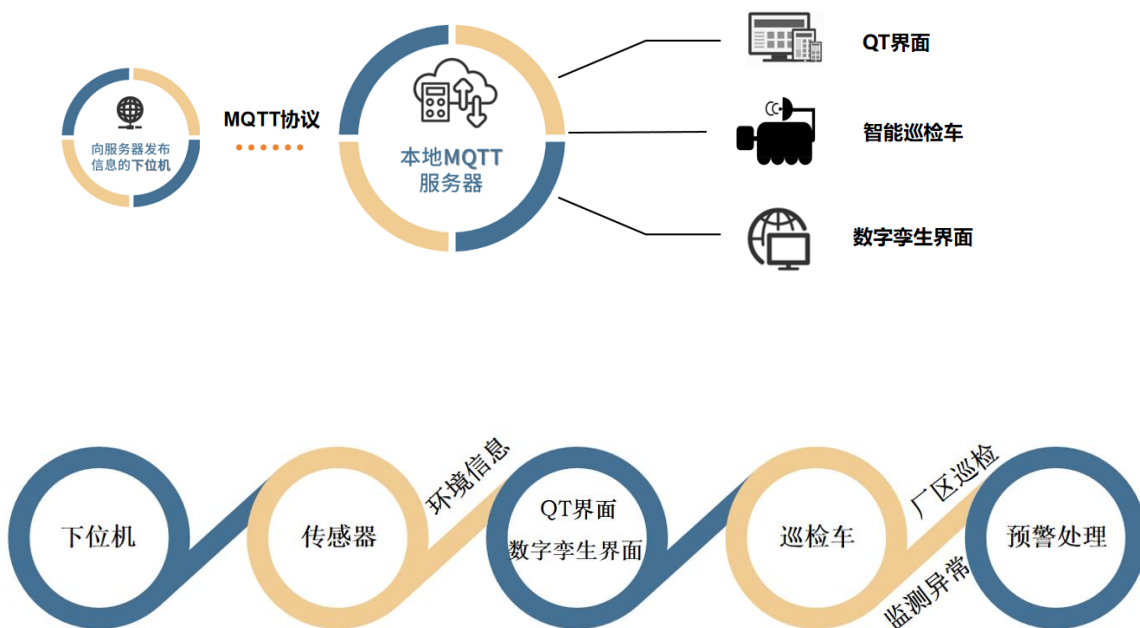 QT界面
MQTT协议
向服务器发布
信息的下位机
本地MQTT
服务器
智能巡检车
数字孪生界面
下位机
传感器
环境信息
QT界面
数字孪生界面
巡检车
厂区巡检
监测异常
预警处理